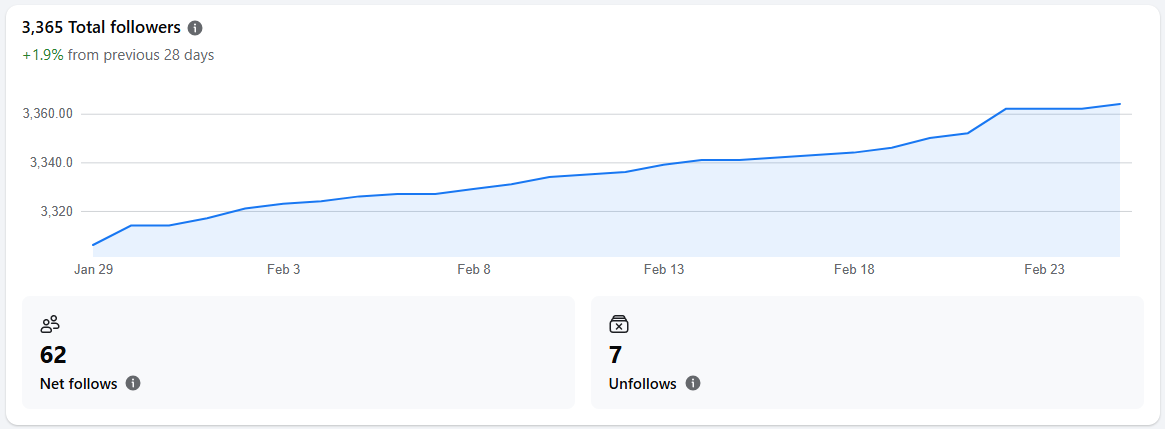 3,365 Total followers
+1.9% from previous 28 days
3,360.00
3,340.0
3,320
Jan 29 Feb 3 Feb 8 Feb 13 Feb 18 Feb 23
62
Net follows
7
Unfollows